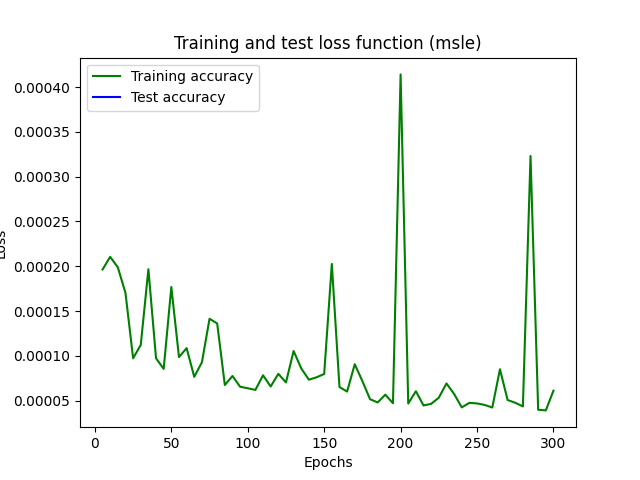 Training and test loss function (msle)
Training accuracy
Test accuracy
0.00040
0.00035
0.00030
0.00025
0.00020
0.00015
0.00010
0.00005
Loss
0 50 100 150 200 250 300
Epochs